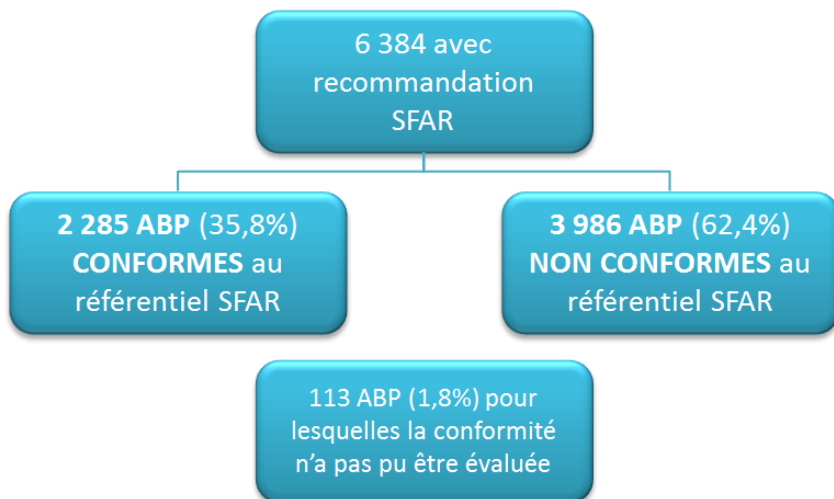 6 384 avec
recommandation
SFAR
2 285 ABP (35,8%)
CONFORMES au
référentiel SFAR
3 986 ABP (62,4%)
NON CONFORMES au
référentiel SFAR
113 ABP (1,8%) pour
lesquelles la conformité
n'a pas pu être évaluée